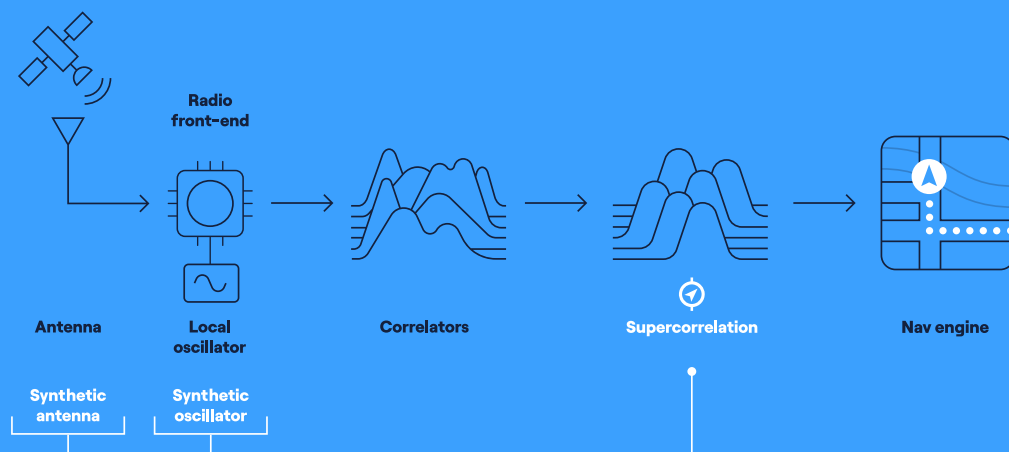 Radio
front-end
Antenna
Local
oscillator
Correlators
Supercorrelation
Nav engine
Synthetic
antenna
Synthetic
oscillator